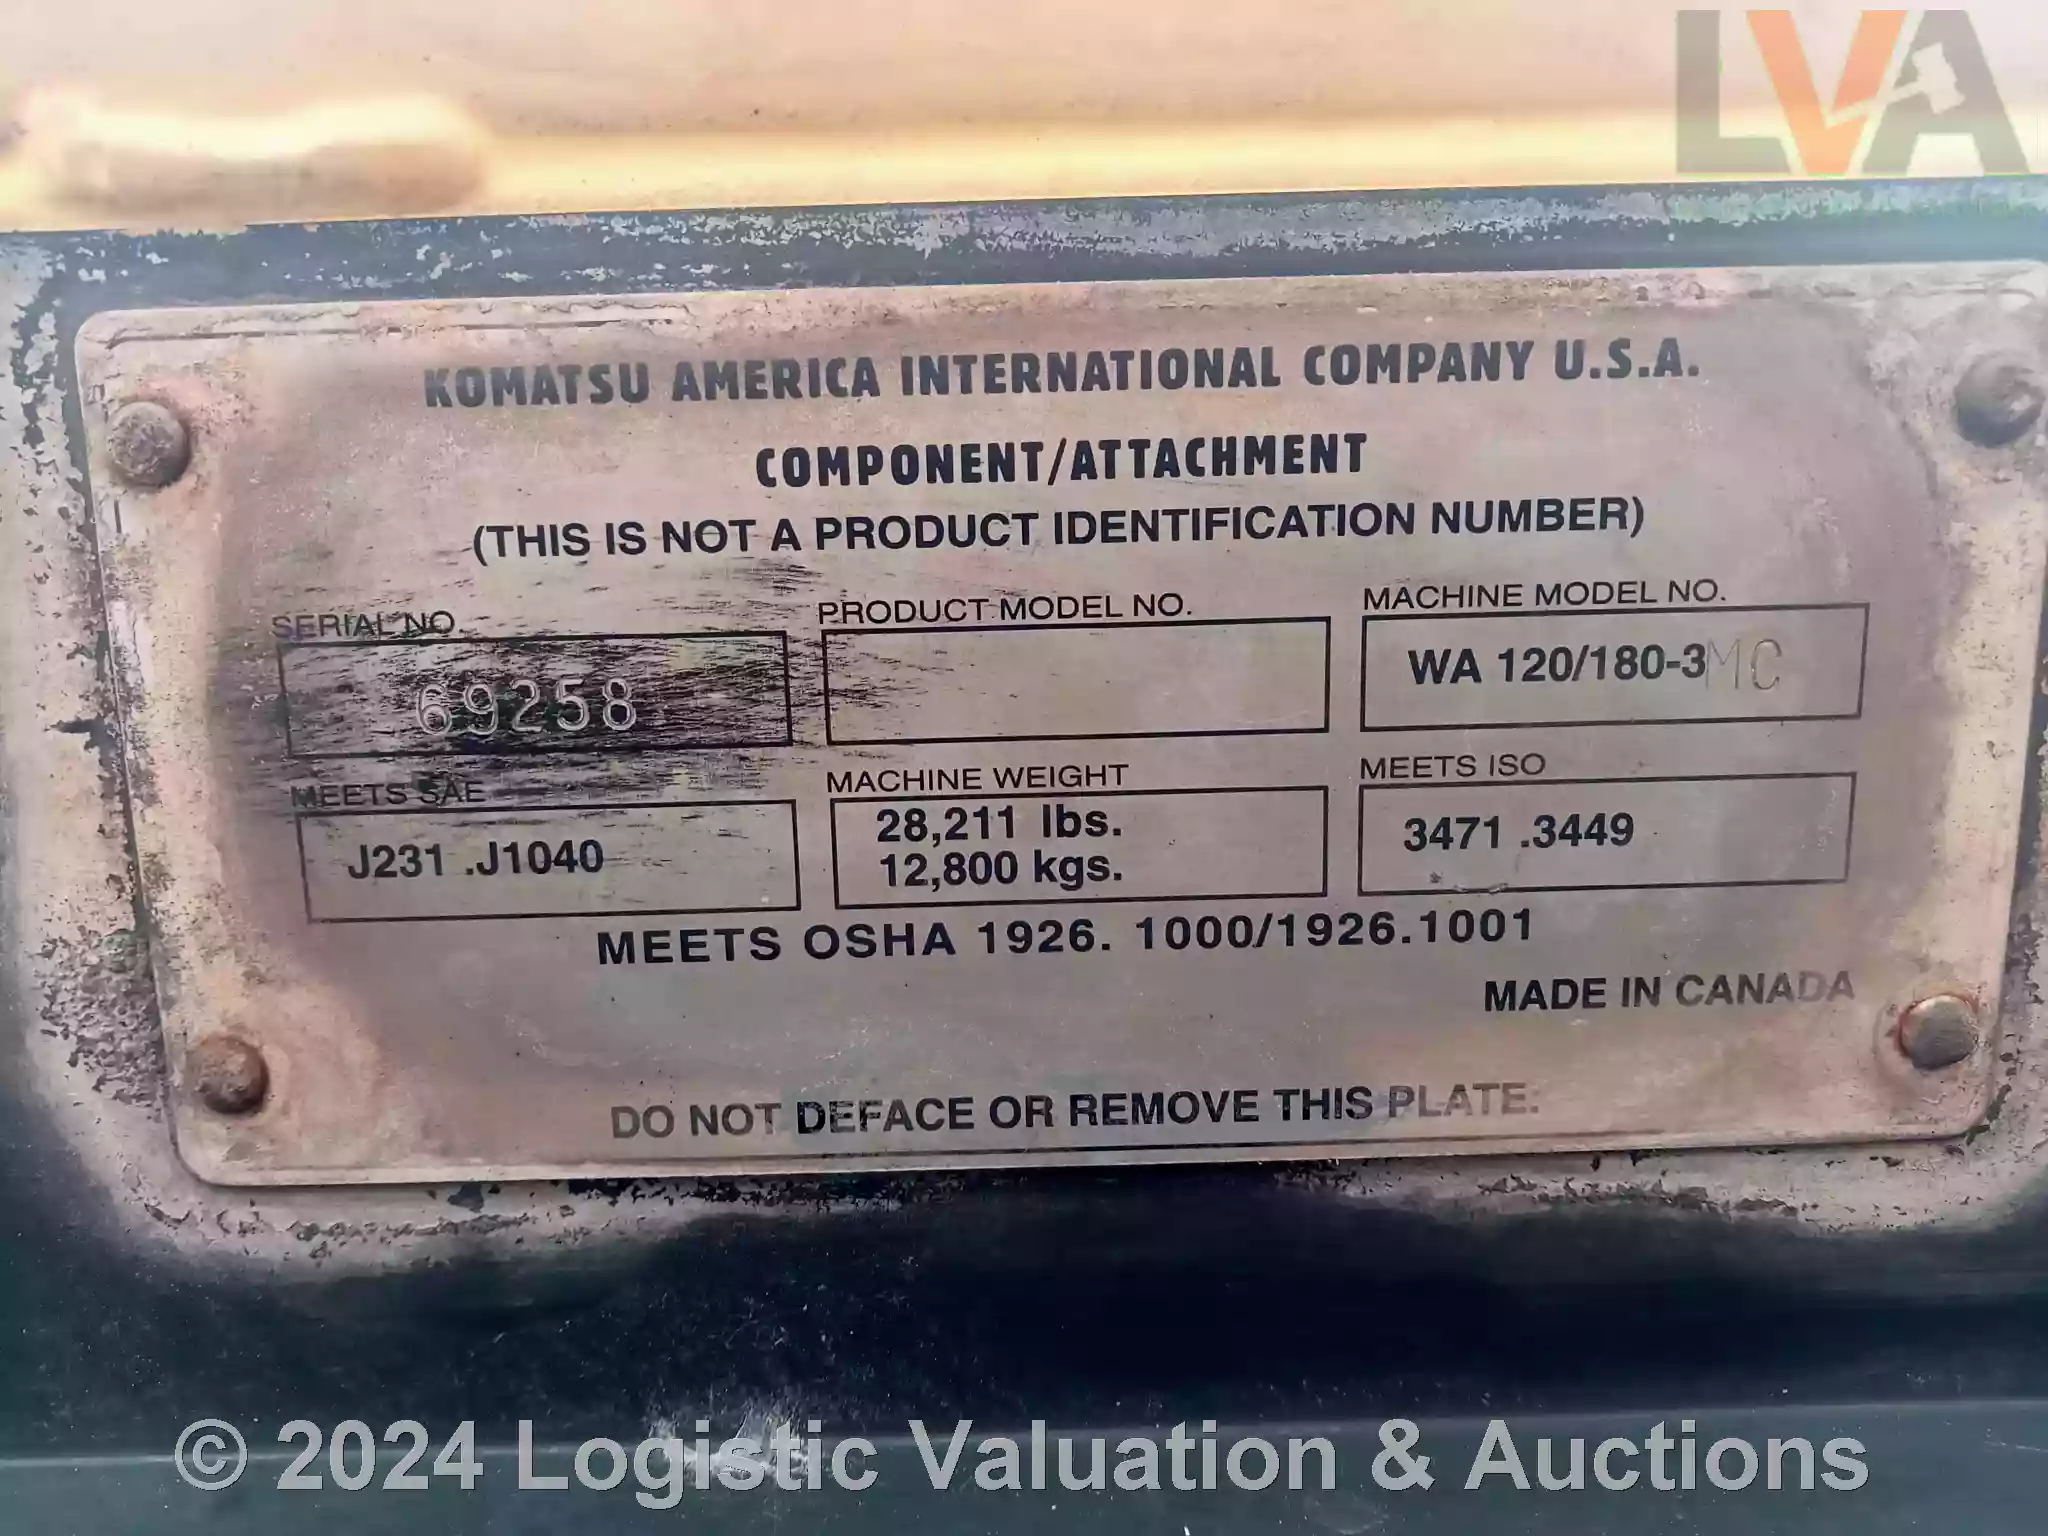 LVA
KOMATSU AMERICA INTERNATIONAL COMPANY U.S.A.
COMPONENT/ATTACHMENT
(THIS IS NOT A PRODUCT IDENTIFICATION NUMBER)
SERIAL NO. PRODUCT MODEL NO. MACHINE MODEL NO.
69258 WA 120/180-3MC
MEETS SAE MACHINE WEIGHT MEETS ISO
J231 .J1040 28,211 lbs. 3471 .3449
12,800 kgs.
MEETS OSHA 1926. 1000/1926.1001
MADE IN CANADA
DO NOT DEFACE OR REMOVE THIS PLATE.
© 2024 Logistic Valuation & Auctions